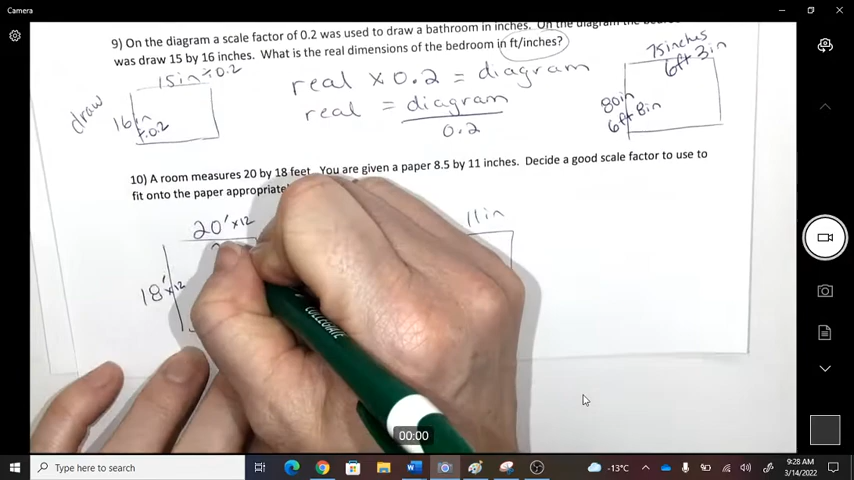 Camera
9) On the diagram a scale factor of 0.2 was used to draw a bathroom in inches. On the diagram
was draw 15 by 16 inches. What is the real dimensions of the bedroom in ft/inches?
15in ÷0.2
draw
16in
÷0.2
real × 0.2 = diagram
real = diagram
0.2
75inches
6ft 3in
80in
6ft 8in
10) A room measures 20 by 18 feet. You are given a paper 8.5 by 11 inches. Decide a good scale factor to use to
fit onto the paper
20'×12
18'×12
11in
COLLEGIATE
00:00
Type here to search
-13°C
9:28 AM
3/14/2022